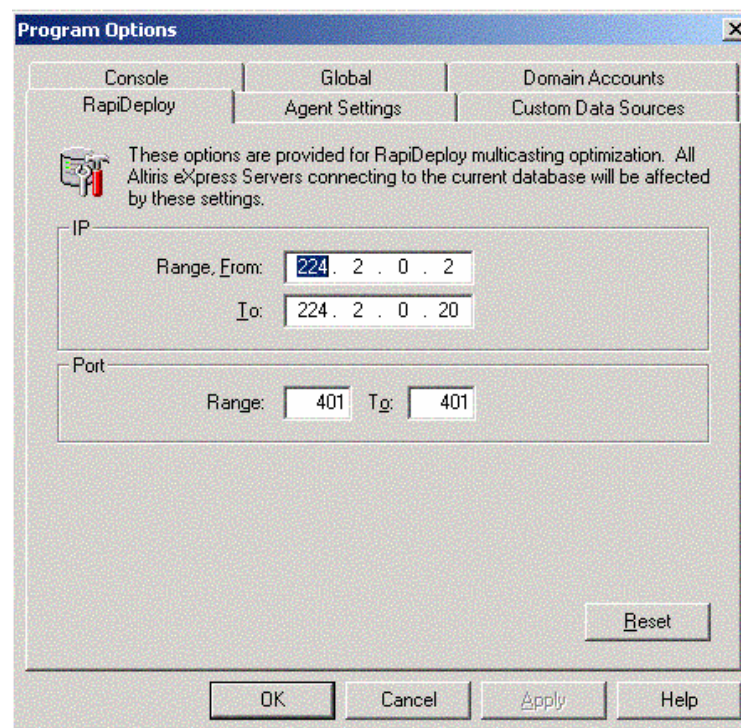 Program Options
Console Global Domain Accounts
RapiDeploy Agent Settings Custom Data Sources
These options are provided for RapiDeploy multicasting optimization. All
Altiris eXpress Servers connecting to the current database will be affected
by these settings.
IP
Range, From: 224 . 2 . 0 . 2
To: 224 . 2 . 0 . 20
Port
Range: 401 To: 401
Reset
OK Cancel Apply Help